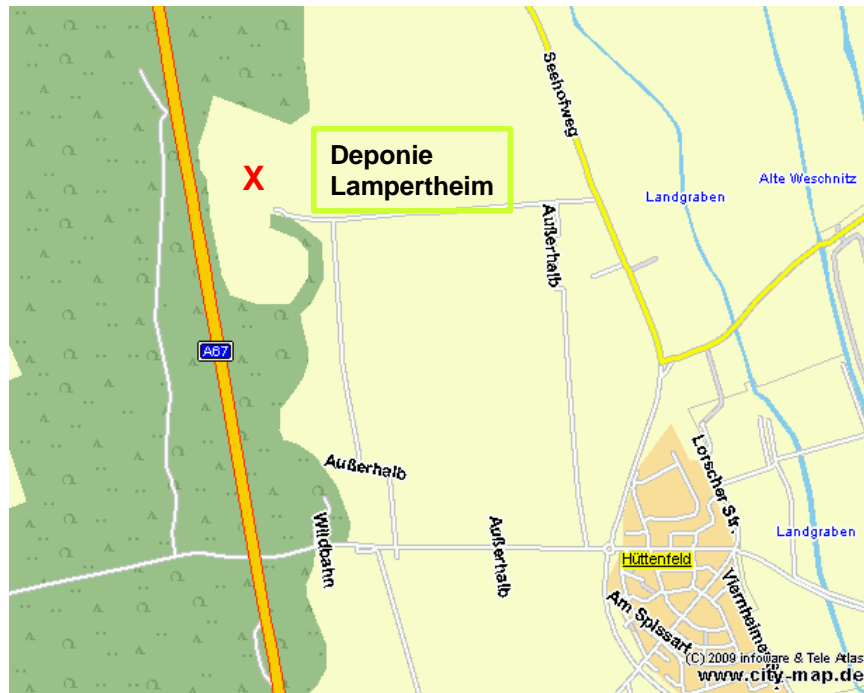 Seehofweg
X
Deponie
Lampertheim
Alte Weschnitz
Landgraben
Außerhalb
A67
Außerhalb
Lorscher Str.
Wildbahn
Außerhalb
Landgraben
Hüttenfeld
Am Spissart
(C) 2009 infoware & Tele Atlas
www.city-map.de